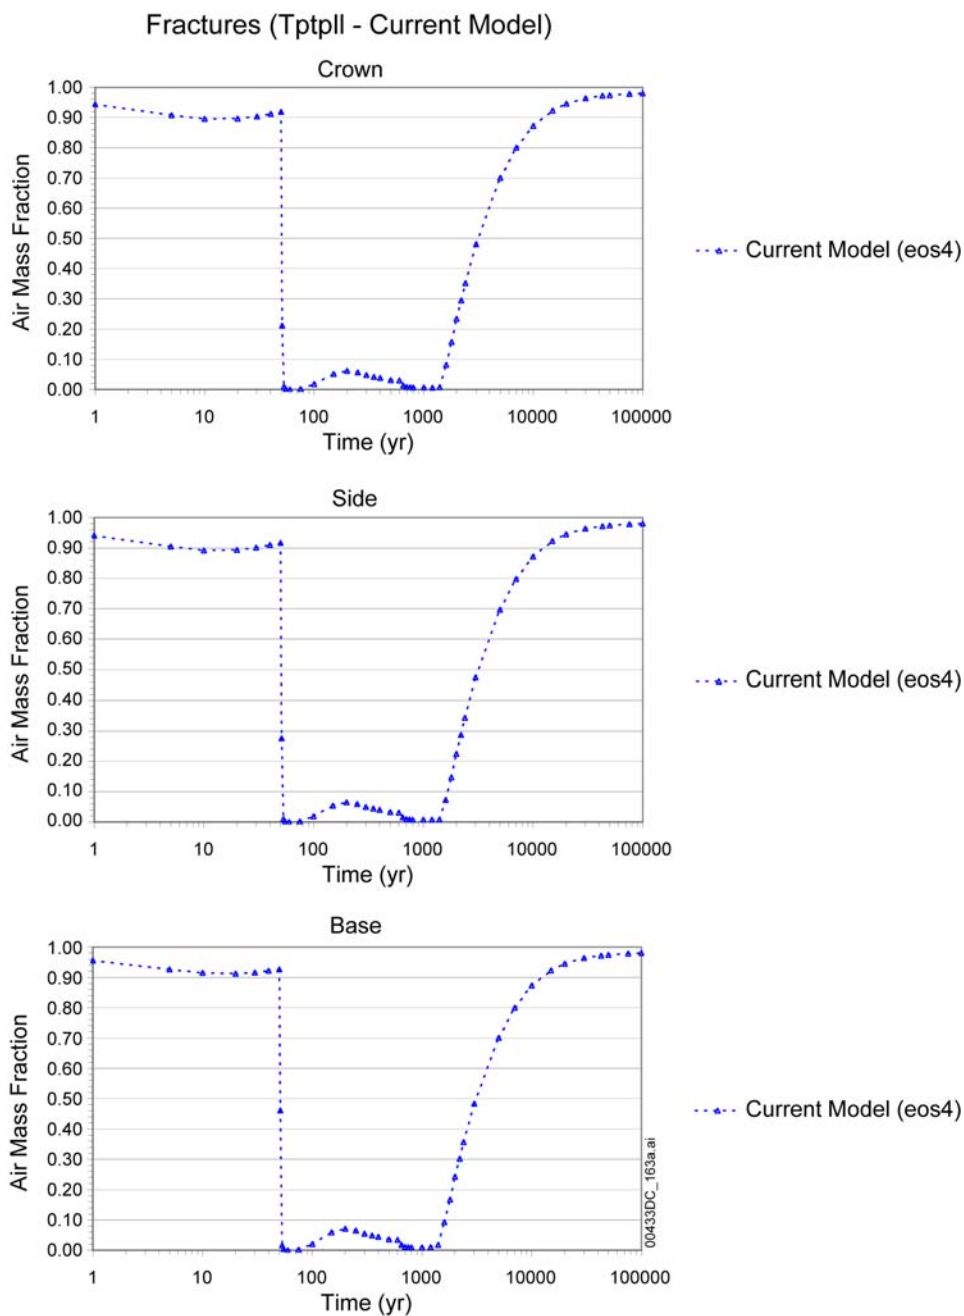 Fractures (Tptpll - Current Model)
Crown
1.00
0.90
0.80
0.70
0.60
0.50
0.40
0.30
0.20
0.10
0.00
Air Mass Fraction
1 10 100 1000 10000 100000
Time (yr)
Current Model (eos4)
Side
1.00
0.90
0.80
0.70
0.60
0.50
0.40
0.30
0.20
0.10
0.00
Air Mass Fraction
1 10 100 1000 10000 100000
Time (yr)
Current Model (eos4)
Base
1.00
0.90
0.80
0.70
0.60
0.50
0.40
0.30
0.20
0.10
0.00
Air Mass Fraction
1 10 100 1000 10000 100000
Time (yr)
Current Model (eos4)
00433DC_163a.ai